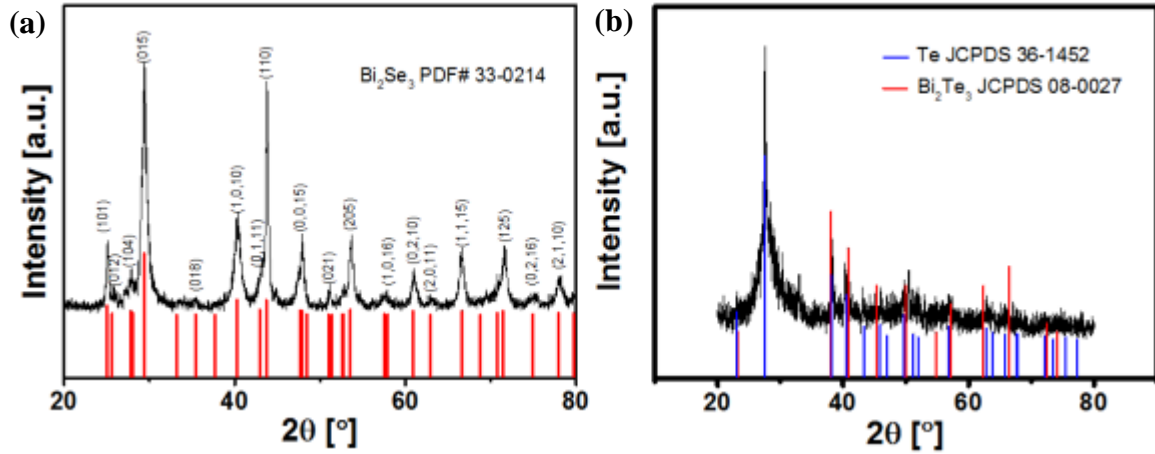 (a)
Intensity [a.u.]
Bi₂Se₃ PDF# 33-0214
(101)
(012)
(104)
(015)
(018)
(1,0,10)
(0,1,11)
(110)
(0,0,15)
(021)
(205)
(1,0,16)
(0,2,10)
(2,0,11)
(1,1,15)
(125)
(0,2,16)
(2,1,10)
20 40 60 80
2θ [°]
(b)
Intensity [a.u.]
Te JCPDS 36-1452
Bi₂Te₃ JCPDS 08-0027
20 40 60 80
2θ [°]